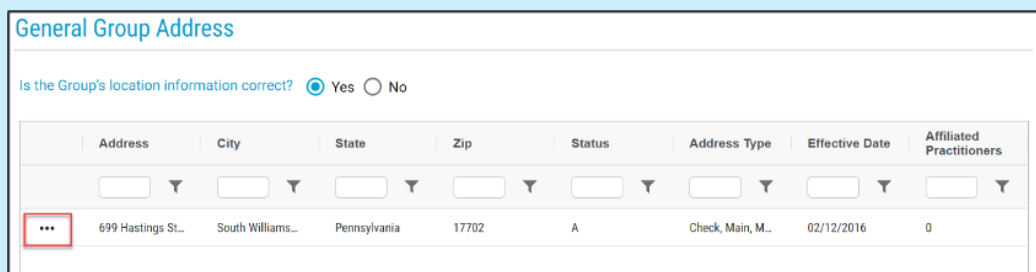 General Group Address
Is the Group's location information correct? Yes No
Address City State Zip Status Address Type Effective Date Affiliated Practitioners
699 Hastings St... South Williams... Pennsylvania 17702 A Check, Main, M... 02/12/2016 0